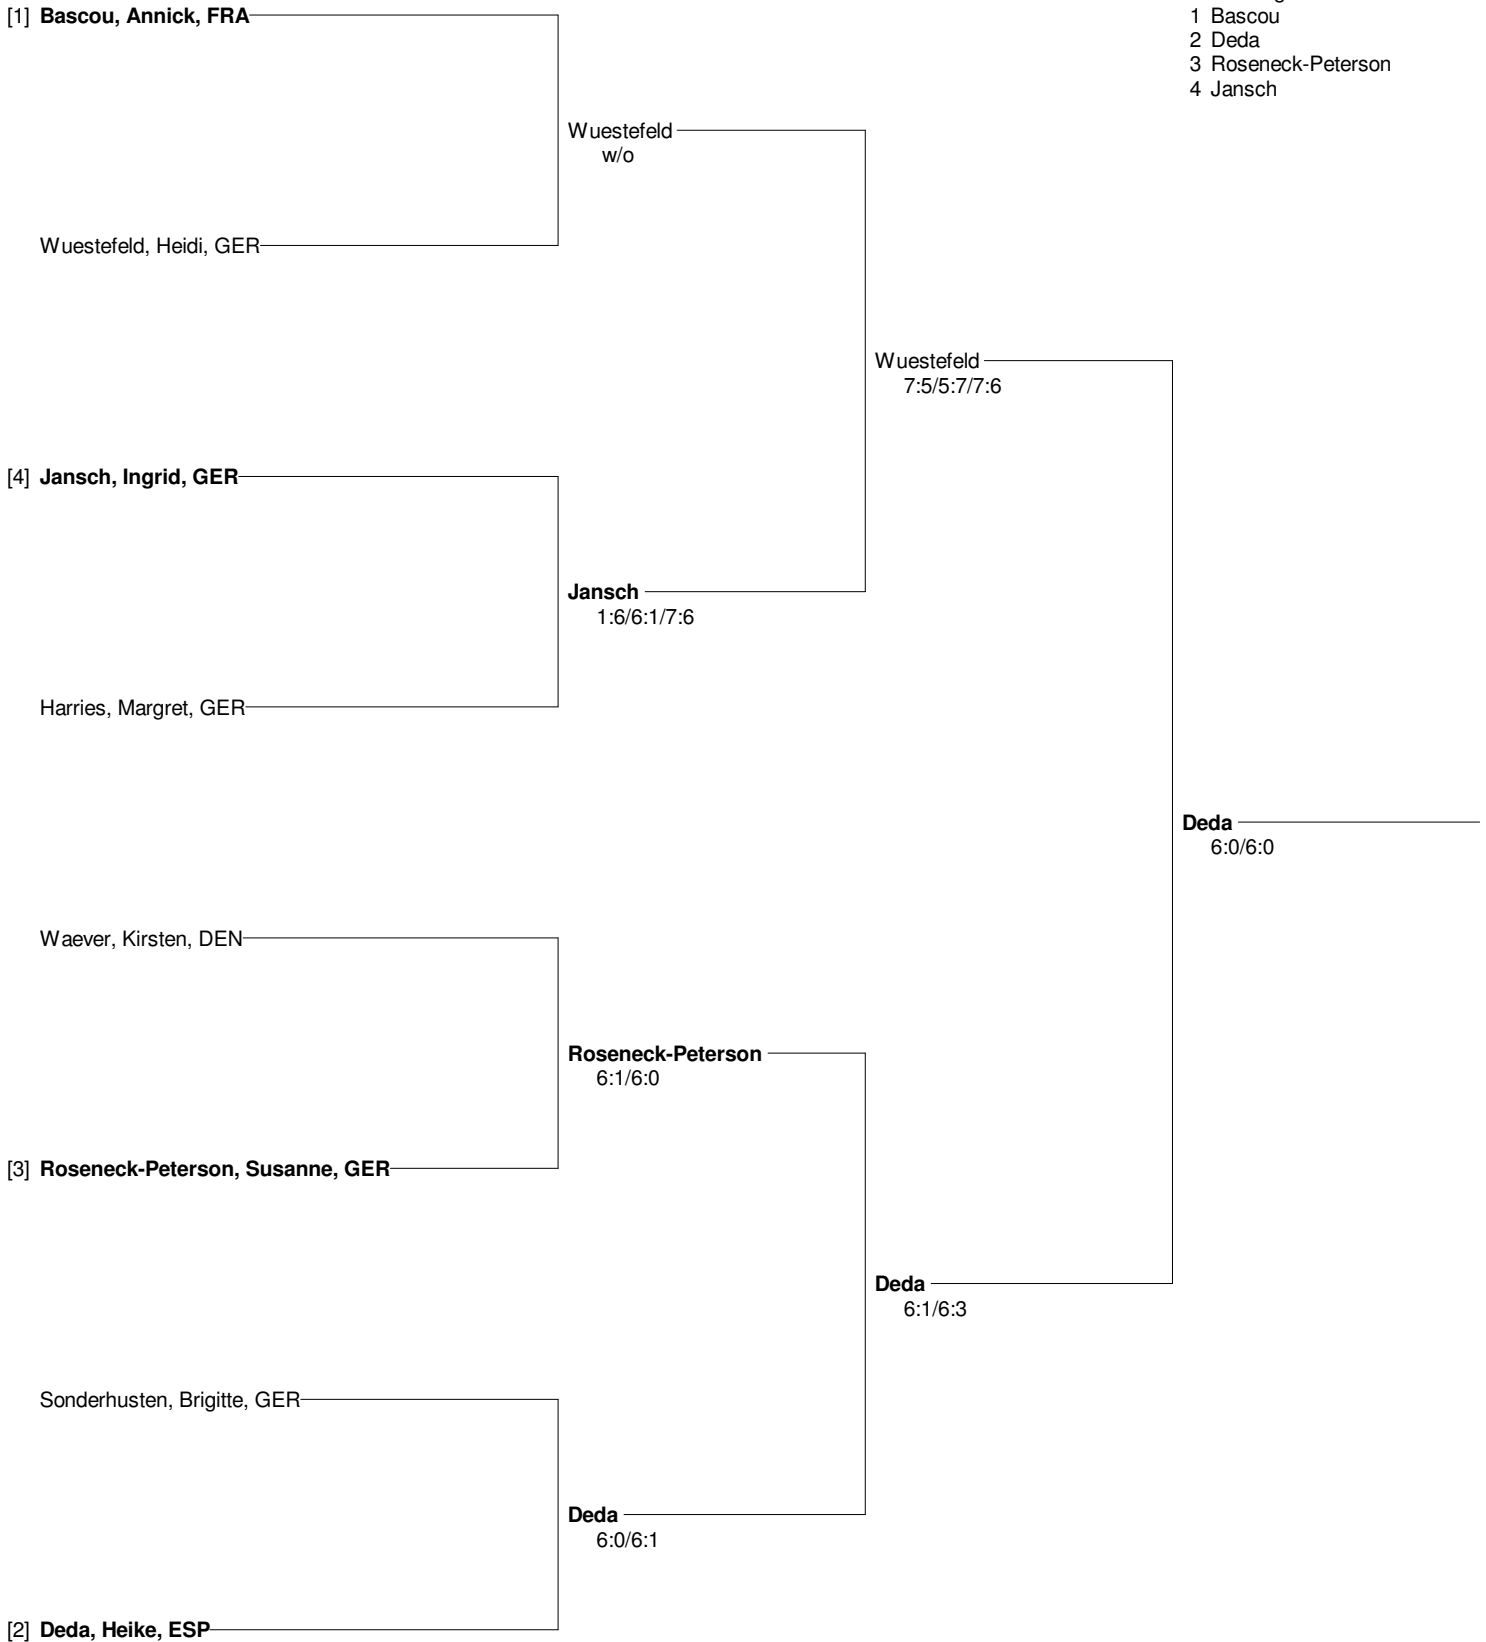 [1] Bascou, Annick, FRA
1 Bascou
2 Deda
3 Roseneck-Peterson
4 Jansch
Wuestefeld
w/o
Wuestefeld, Heidi, GER
Wuestefeld
7:5/5:7/7:6
[4] Jansch, Ingrid, GER
Jansch
1:6/6:1/7:6
Harries, Margret, GER
Deda
6:0/6:0
Waever, Kirsten, DEN
Roseneck-Peterson
6:1/6:0
[3] Roseneck-Peterson, Susanne, GER
Deda
6:1/6:3
Sonderhusten, Brigitte, GER
Deda
6:0/6:1
[2] Deda, Heike, ESP